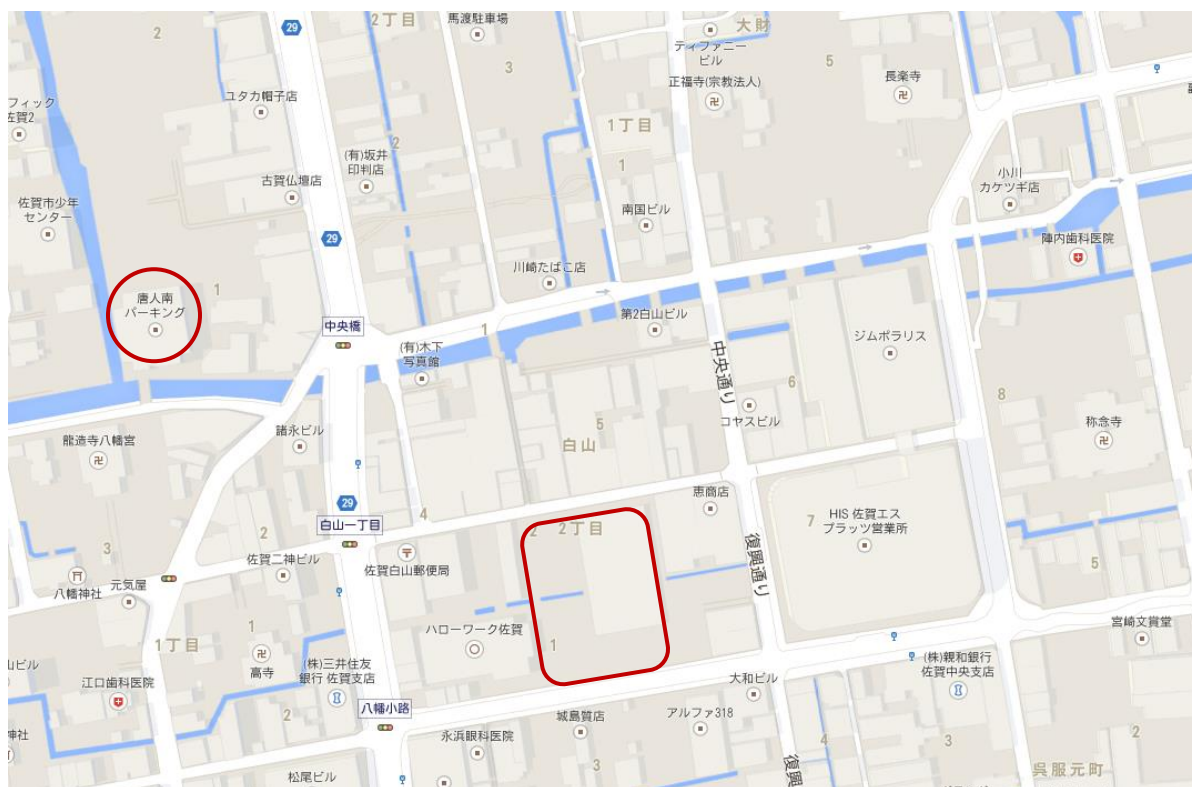 29
2丁目
馬渡駐車場
大財
ティファニー
ビル
2
3
5
フィック
佐賀2
ユタカ帽子店
正福寺(宗教法人)
長楽寺
1丁目
2
(有)坂井
印判店
1
古賀仏壇店
小川
カケツギ店
佐賀市少年
センター
南国ビル
29
陣内歯科医院
川崎たばこ店
1
唐人南
パーキング
中央橋
1
第2白山ビル
ジムポラリス
(有)木下
写真館
中央通り
6
8
コヤスビル
諸永ビル
5
白山
称念寺
龍造寺八幡宮
恵商店
29
白山一丁目
4
2
2丁目
7
HIS 佐賀エス
プラッツ営業所
2
3
佐賀二神ビル
佐賀白山郵便局
復興通り
5
八幡神社
元気屋
1丁目
1
ハローワーク佐賀
1
宮崎文賞堂
高寺
(株)三井住友
銀行 佐賀支店
(株)親和銀行
佐賀中央支店
山ビル
江口歯科医院
大和ビル
2
八幡小路
城島質店
アルファ318
神社
永浜眼科医院
4
3
2
3
復興
呉服元町
松尾ビル